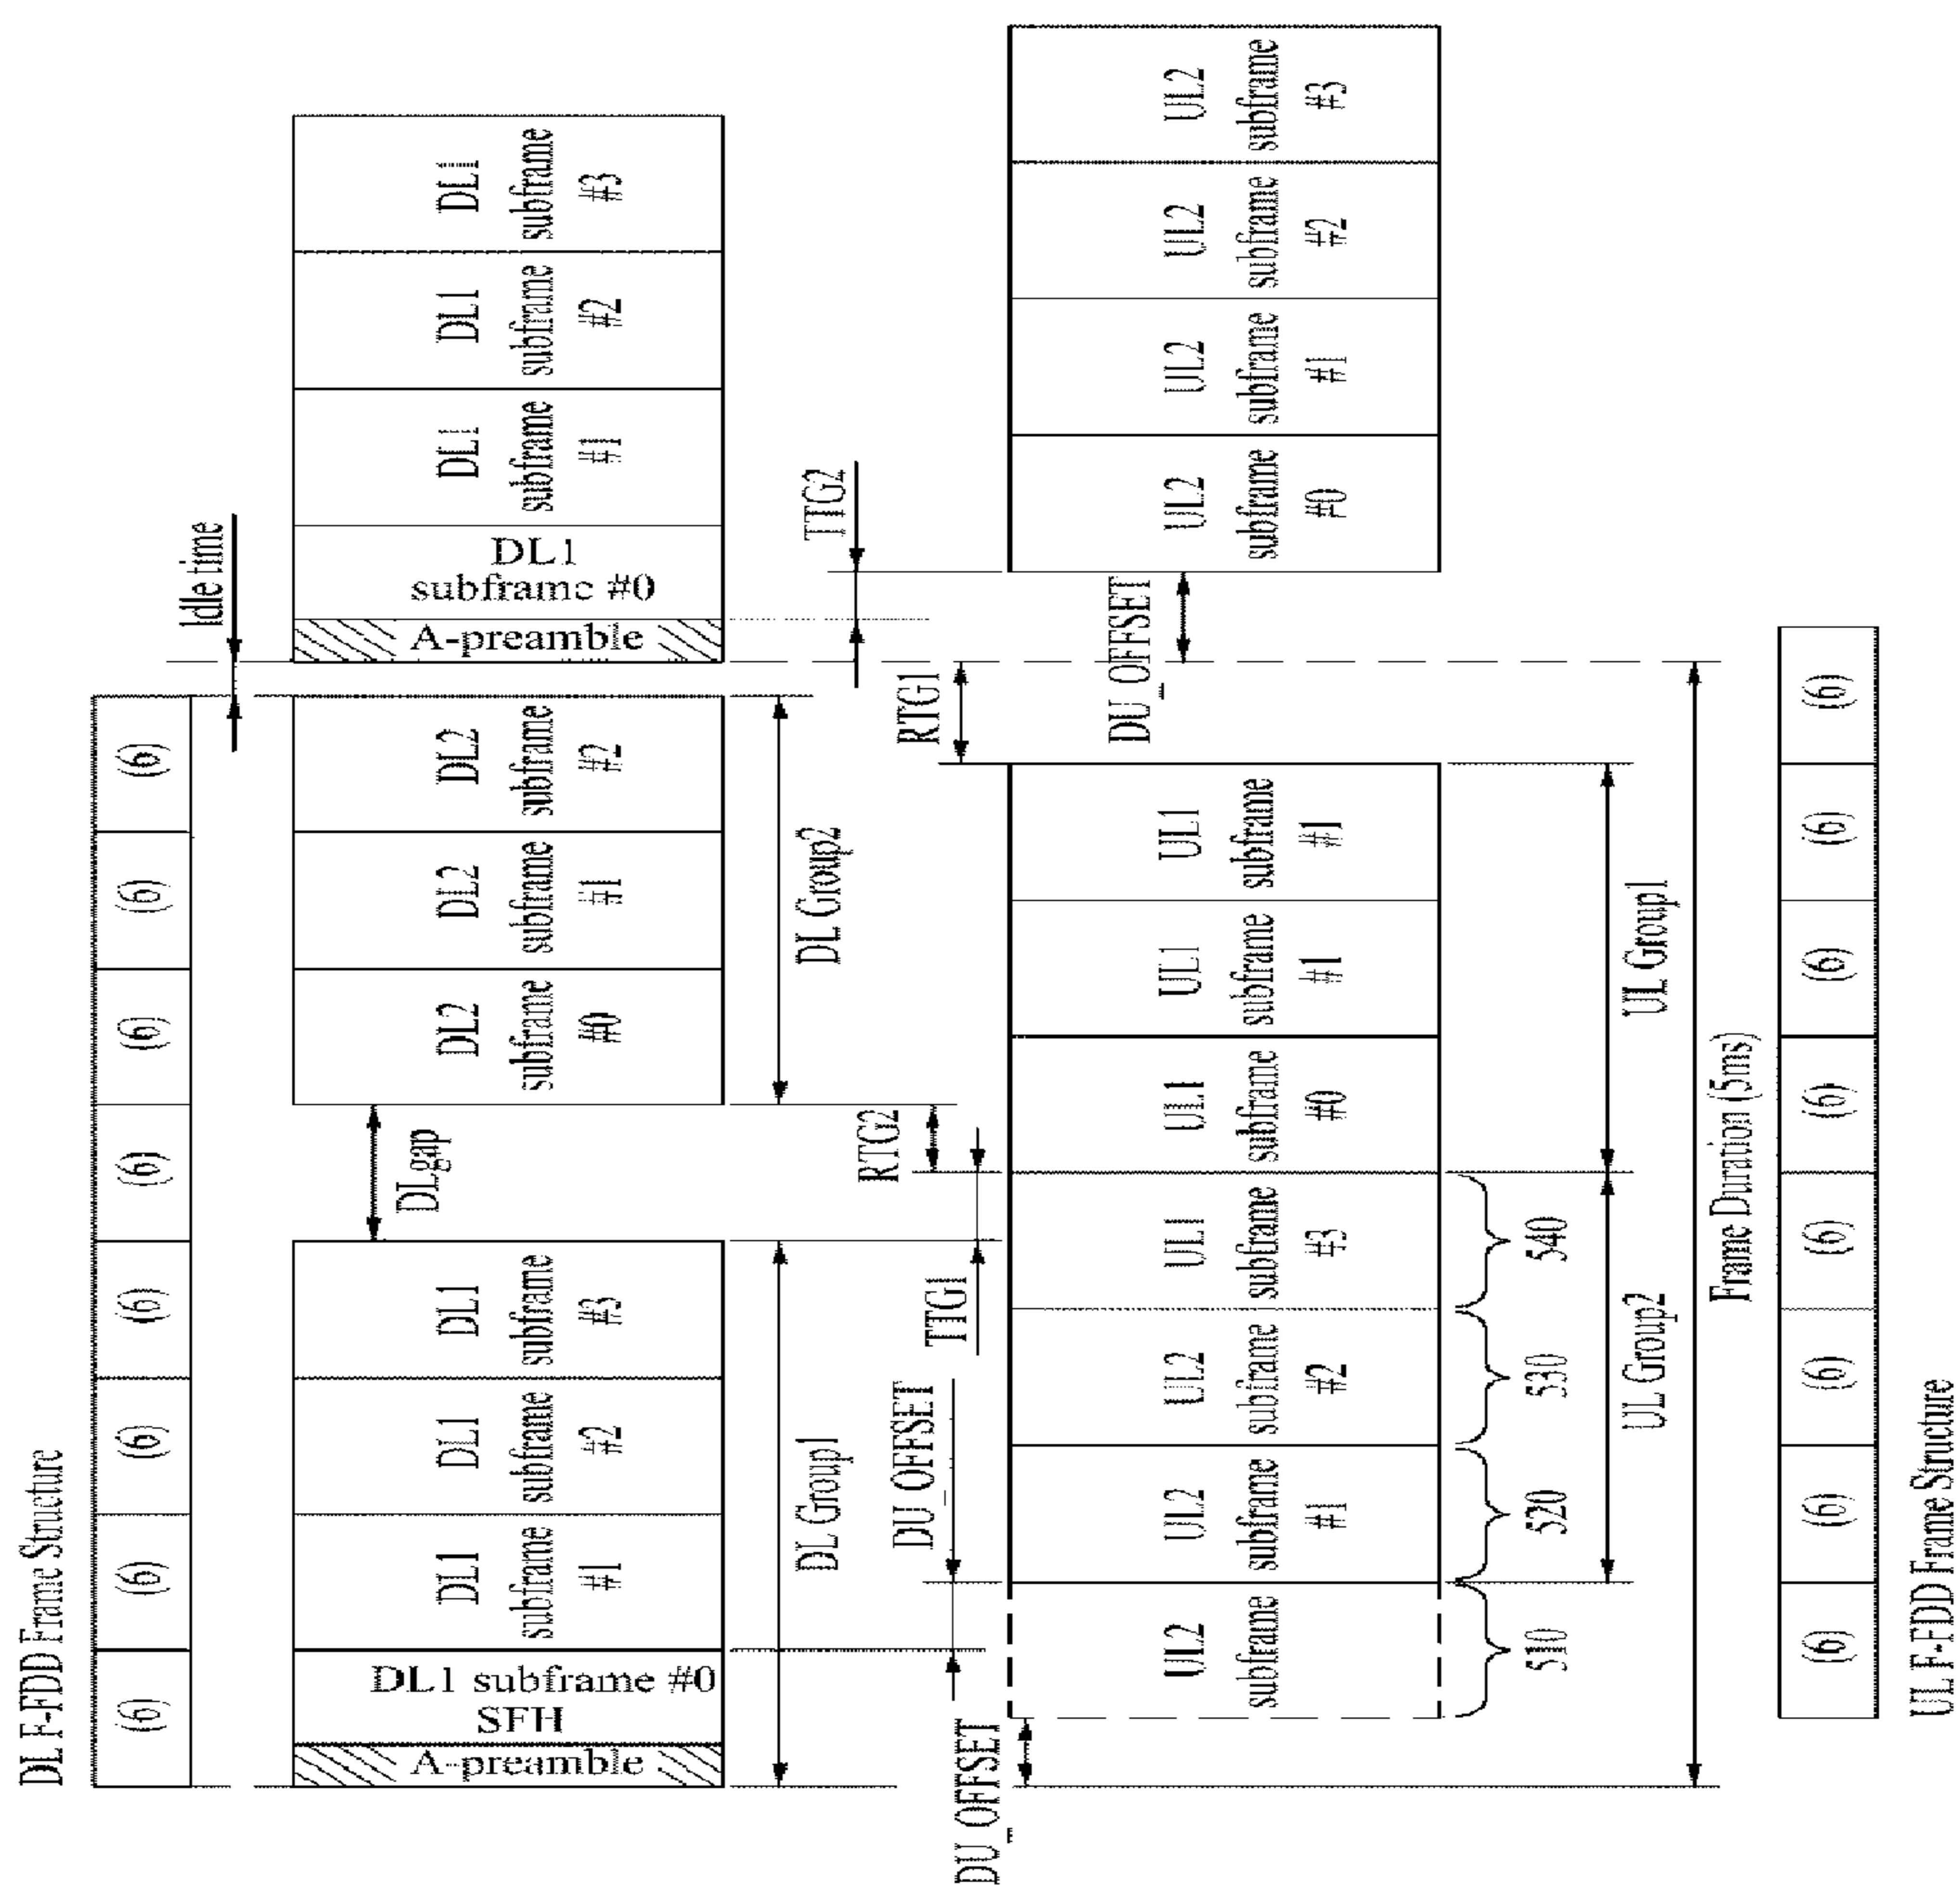 DL F-FDD Frame Structure
(6)
(6)
(6)
(6)
(6)
(6)
(6)
(6)
Idle time
A-preamble
DL1 subframe #0
SFH
DL1
subframe
#1
DL1
subframe
#2
DL1
subframe
#3
DLgap
DL2
subframe
#0
DL2
subframe
#1
DL2
subframe
#2
A-preamble
DL1
subframe #0
DL1
subframe
#1
DL1
subframe
#2
DL1
subframe
#3
DL Group1
DL Group2
TTG2
DU_OFFSET
TTG1
RTG2
RTG1
DU_OFFSET
DU_OFFSET
UL2
subframe
UL2
subframe
#1
UL2
subframe
#2
UL1
subframe
#3
UL1
subframe
#0
UL1
subframe
#1
UL1
subframe
#1
UL2
subframe
#0
UL2
subframe
#1
UL2
subframe
#2
UL2
subframe
#3
510
520
530
540
UL Group2
UL Group1
Frame Duration (5ms)
(6)
(6)
(6)
(6)
(6)
(6)
(6)
(6)
UL F-FDD Frame Structure